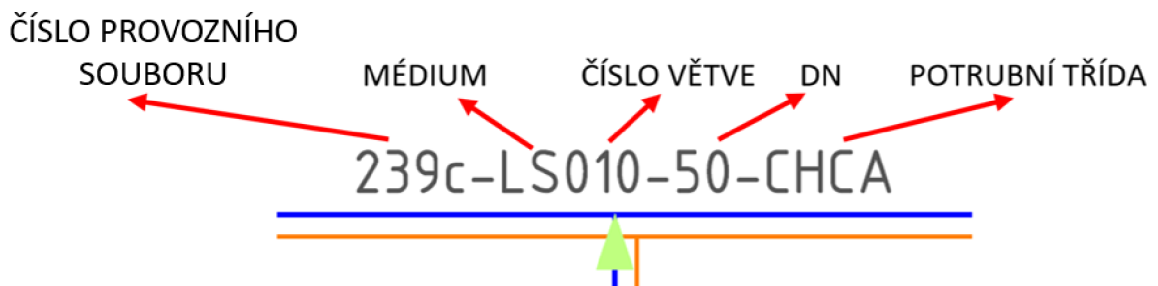 ČÍSLO PROVOZNÍHO
SOUBORU
MÉDIUM
ČÍSLO VĚTVE
DN
POTRUBNÍ TŘÍDA
239c-LS010-50-CHCA